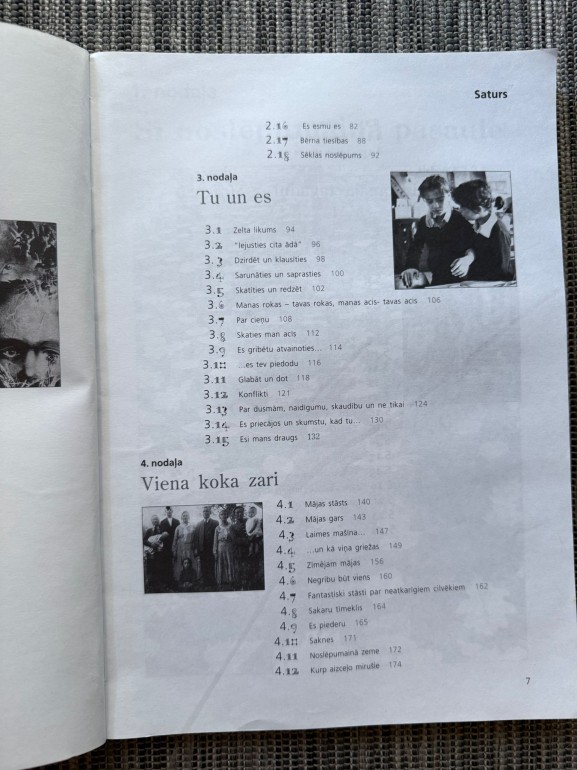 Saturs
2.16 Es esmu es 82
2.17 Bērna tiesības 88
2.18 Sēklas noslēpums 92
3. nodaļa
Tu un es
3.1 Zelta likums 94
3.2 "Iejusties cita ādā" 96
3.3 Dzirdēt un klausīties 98
3.4 Sarunāties un saprasties 100
3.5 Skatīties un redzēt 102
3.6 Manas rokas – tavas rokas, manas acis- tavas acis 106
3.7 Par cieņu 108
3.8 Skaties man acīs 112
3.9 Es gribētu atvainoties... 114
3.10 ...es tev piedodu 116
3.11 Glabāt un dot 118
3.12 Konflikti 121
3.13 Par dusmām, naidīgumu, skaudību un ne tikai 124
3.14 Es priecājos un skumstu, kad tu... 130
3.15 Esi mans draugs 132
4. nodaļa
Viena koka zari
4.1 Mājas stāsts 140
4.2 Mājas gars 143
4.3 Laimes mašīna... 147
4.4 ...un kā viņa griežas 149
4.5 Zīmējam mājas 156
4.6 Negribu būt viens 160
4.7 Fantastiski stāsti par neatkarīgiem cilvēkiem 162
4.8 Sakaru tīmeklis 164
4.9 Es piederu 165
4.10 Saknes 171
4.11 Noslēpumainā zeme 172
4.12 Kurp aizceļo mirušie 174
7